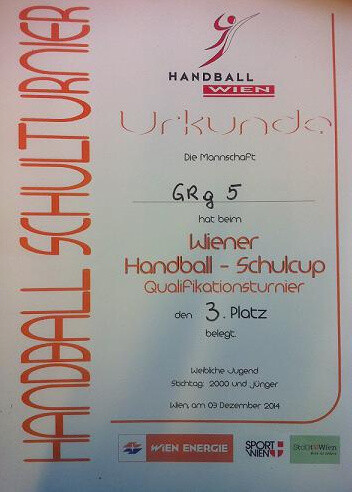 HANDBALL SCHULTURNIER
HANDBALL
WIEN
Urkunde
Die Mannschaft
GRg 5
hat beim
Wiener
Handball - Schulcup
Qualifikationsturnier
den 3. Platz
belegt.
Weibliche Jugend
Stichtag: 2000 und jünger
Wien, am 03 Dezember 2014
WIEN ENERGIE
SPORT
WIEN
StaDt Wien